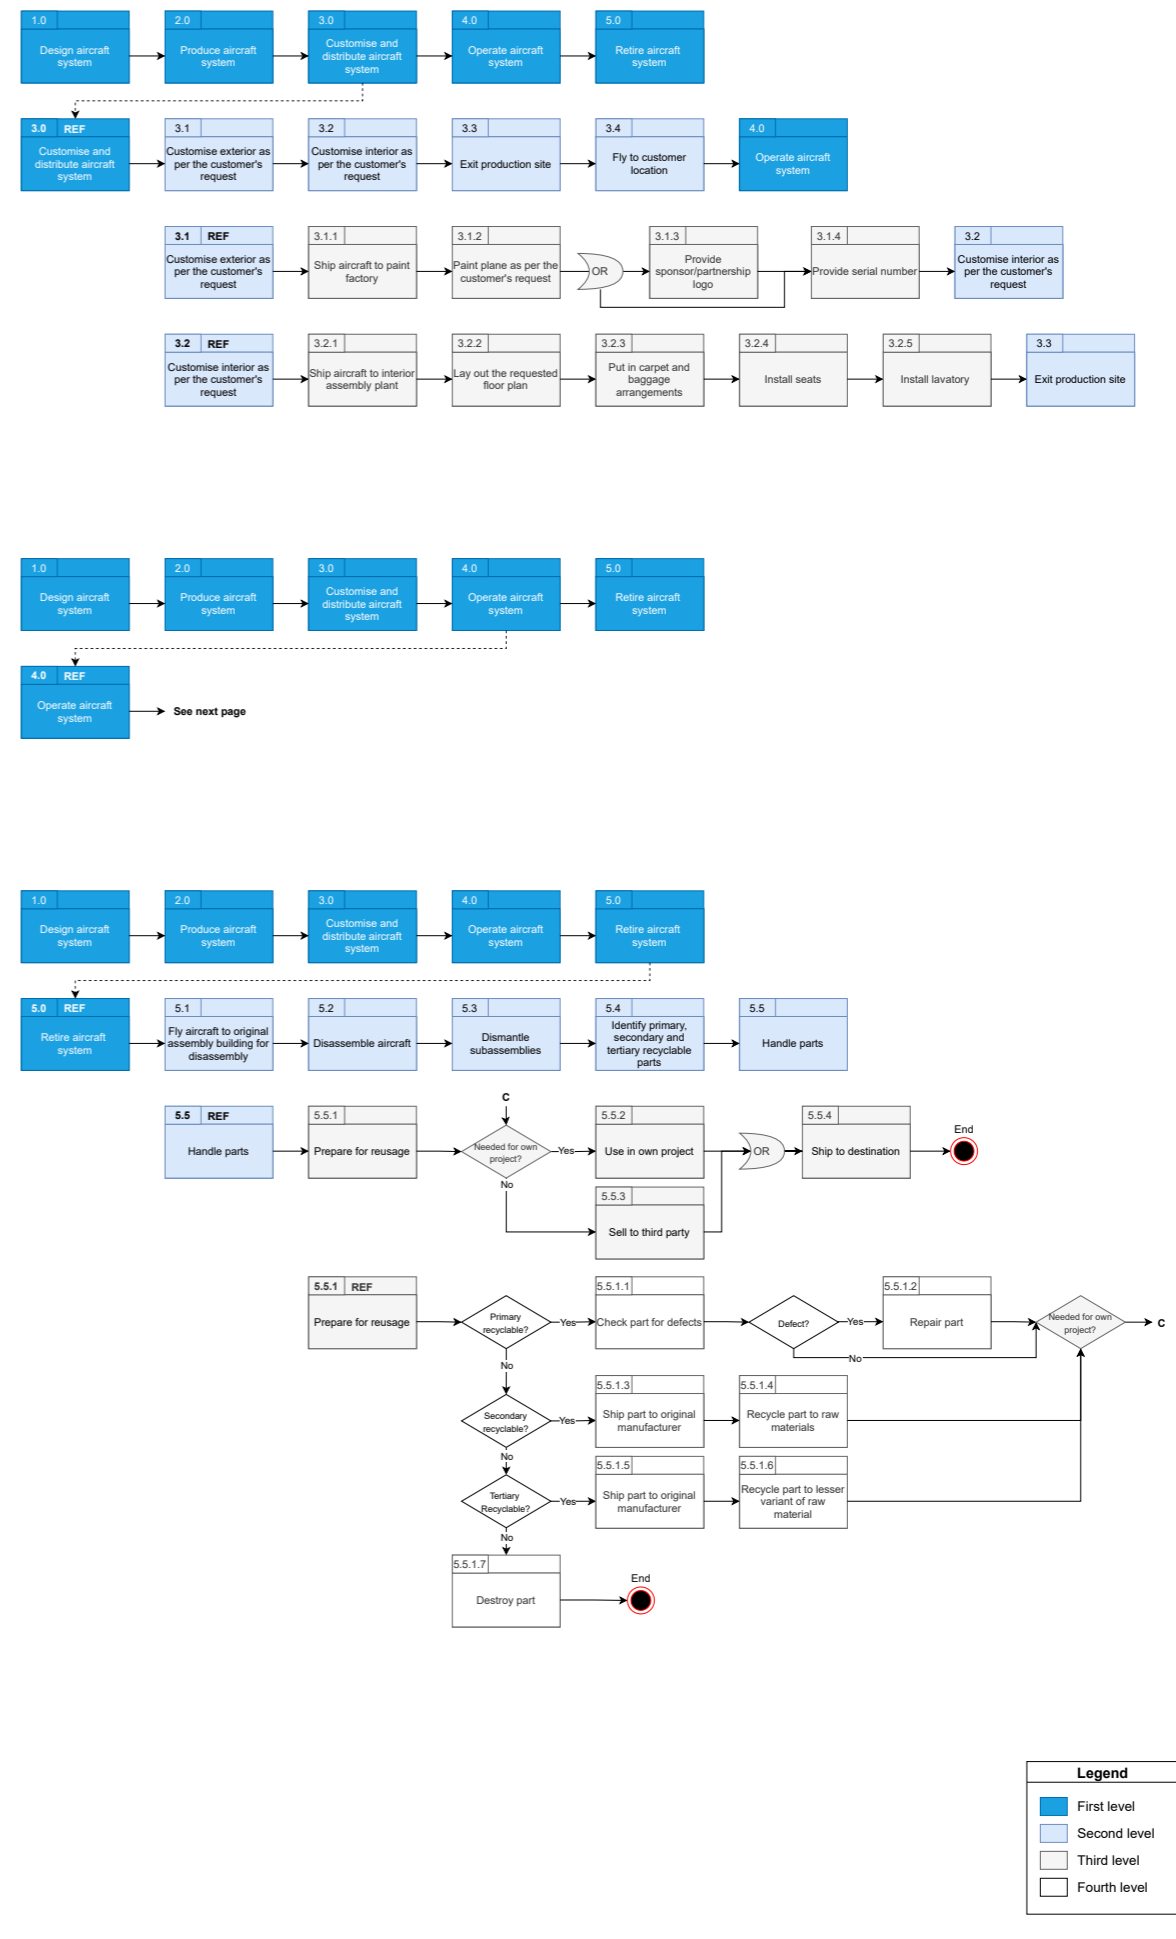 1.0
Design aircraft
system
2.0
Produce aircraft
system
3.0
Customise and
distribute aircraft
system
4.0
Operate aircraft
system
5.0
Retire aircraft
system
3.0 REF
Customise and
distribute aircraft
system
3.1
Customise exterior as
per the customer's
request
3.2
Customise interior as
per the customer's
request
3.3
Exit production site
3.4
Fly to customer
location
4.0
Operate aircraft
system
3.1 REF
Customise exterior as
per the customer's
request
3.1.1
Ship aircraft to paint
factory
3.1.2
Paint plane as per the
customer's request
OR
3.1.3
Provide
sponsor/partnership
logo
3.1.4
Provide serial number
3.2
Customise interior as
per the customer's
request
3.2 REF
Customise interior as
per the customer's
request
3.2.1
Ship aircraft to interior
assembly plant
3.2.2
Lay out the requested
floor plan
3.2.3
Put in carpet and
baggage
arrangements
3.2.4
Install seats
3.2.5
Install lavatory
3.3
Exit production site
1.0
Design aircraft
system
2.0
Produce aircraft
system
3.0
Customise and
distribute aircraft
system
4.0
Operate aircraft
system
5.0
Retire aircraft
system
4.0 REF
Operate aircraft
system
See next page
1.0
Design aircraft
system
2.0
Produce aircraft
system
3.0
Customise and
distribute aircraft
system
4.0
Operate aircraft
system
5.0
Retire aircraft
system
5.0 REF
Retire aircraft
system
5.1
Fly aircraft to original
assembly building for
disassembly
5.2
Disassemble aircraft
5.3
Dismantle
subassemblies
5.4
Identify primary,
secondary and
tertiary recyclable
parts
5.5
Handle parts
5.5 REF
Handle parts
5.5.1
Prepare for reusage
C
Needed for own
project?
Yes
No
5.5.2
Use in own project
5.5.3
Sell to third party
OR
5.5.4
Ship to destination
End
5.5.1 REF
Prepare for reusage
Primary
recyclable?
Yes
No
5.5.1.1
Check part for defects
Defect?
Yes
No
5.5.1.2
Repair part
Needed for own
project?
C
Secondary
recyclable?
Yes
No
5.5.1.3
Ship part to original
manufacturer
5.5.1.4
Recycle part to raw
materials
Tertiary
Recyclable?
Yes
No
5.5.1.5
Ship part to original
manufacturer
5.5.1.6
Recycle part to lesser
variant of raw
material
5.5.1.7
Destroy part
End
Legend
First level
Second level
Third level
Fourth level